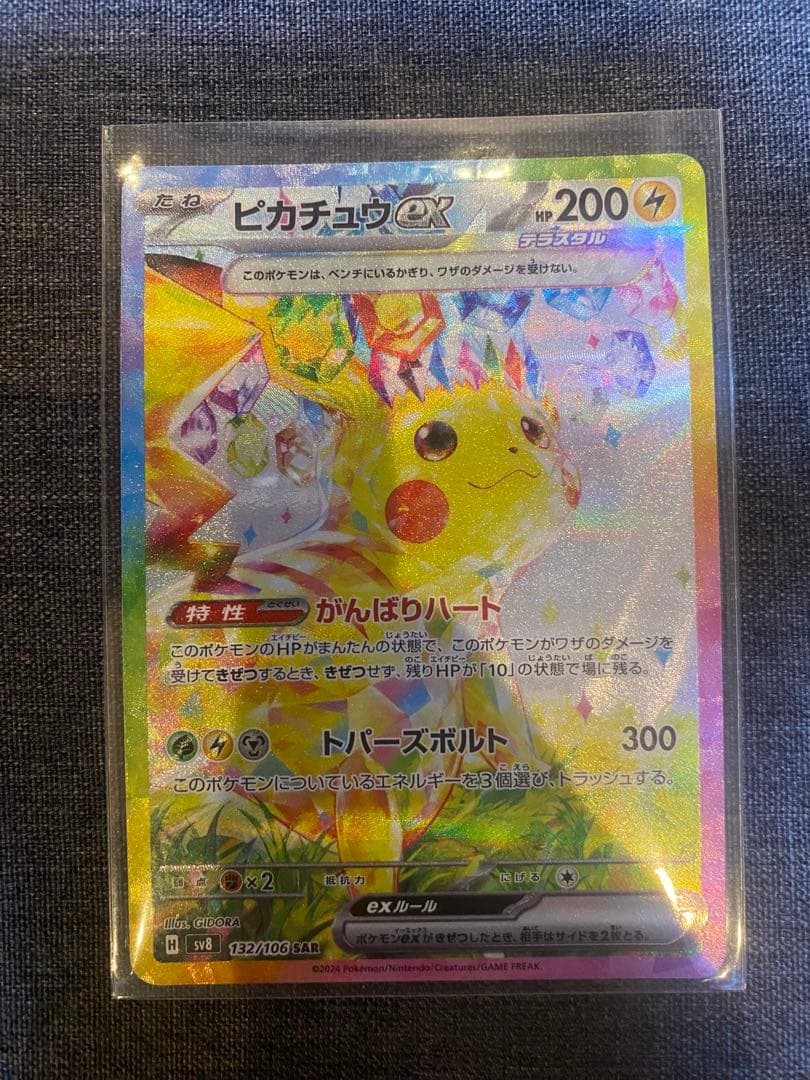 たね ピカチュウex HP200
テラスタル
このポケモンは、ベンチにいるかぎり、ワザのダメージを受けない。
特性 とくせい がんばりハート
このポケモンのHPがまんたんの状態で、このポケモンがワザのダメージを
受けてきぜつするとき、きぜつせず、残りHPが「10」の状態で場に残る。
トパーズボルト 300
このポケモンについているエネルギーを3個選び、トラッシュする。
弱点 ×2 抵抗力 にげる
exルール
ポケモンexがきぜつしたとき、相手はサイドを2枚とる。
Illus. GIDORA
H sv8 132/106 SAR
©2024 Pokémon/Nintendo/Creatures/GAME FREAK.